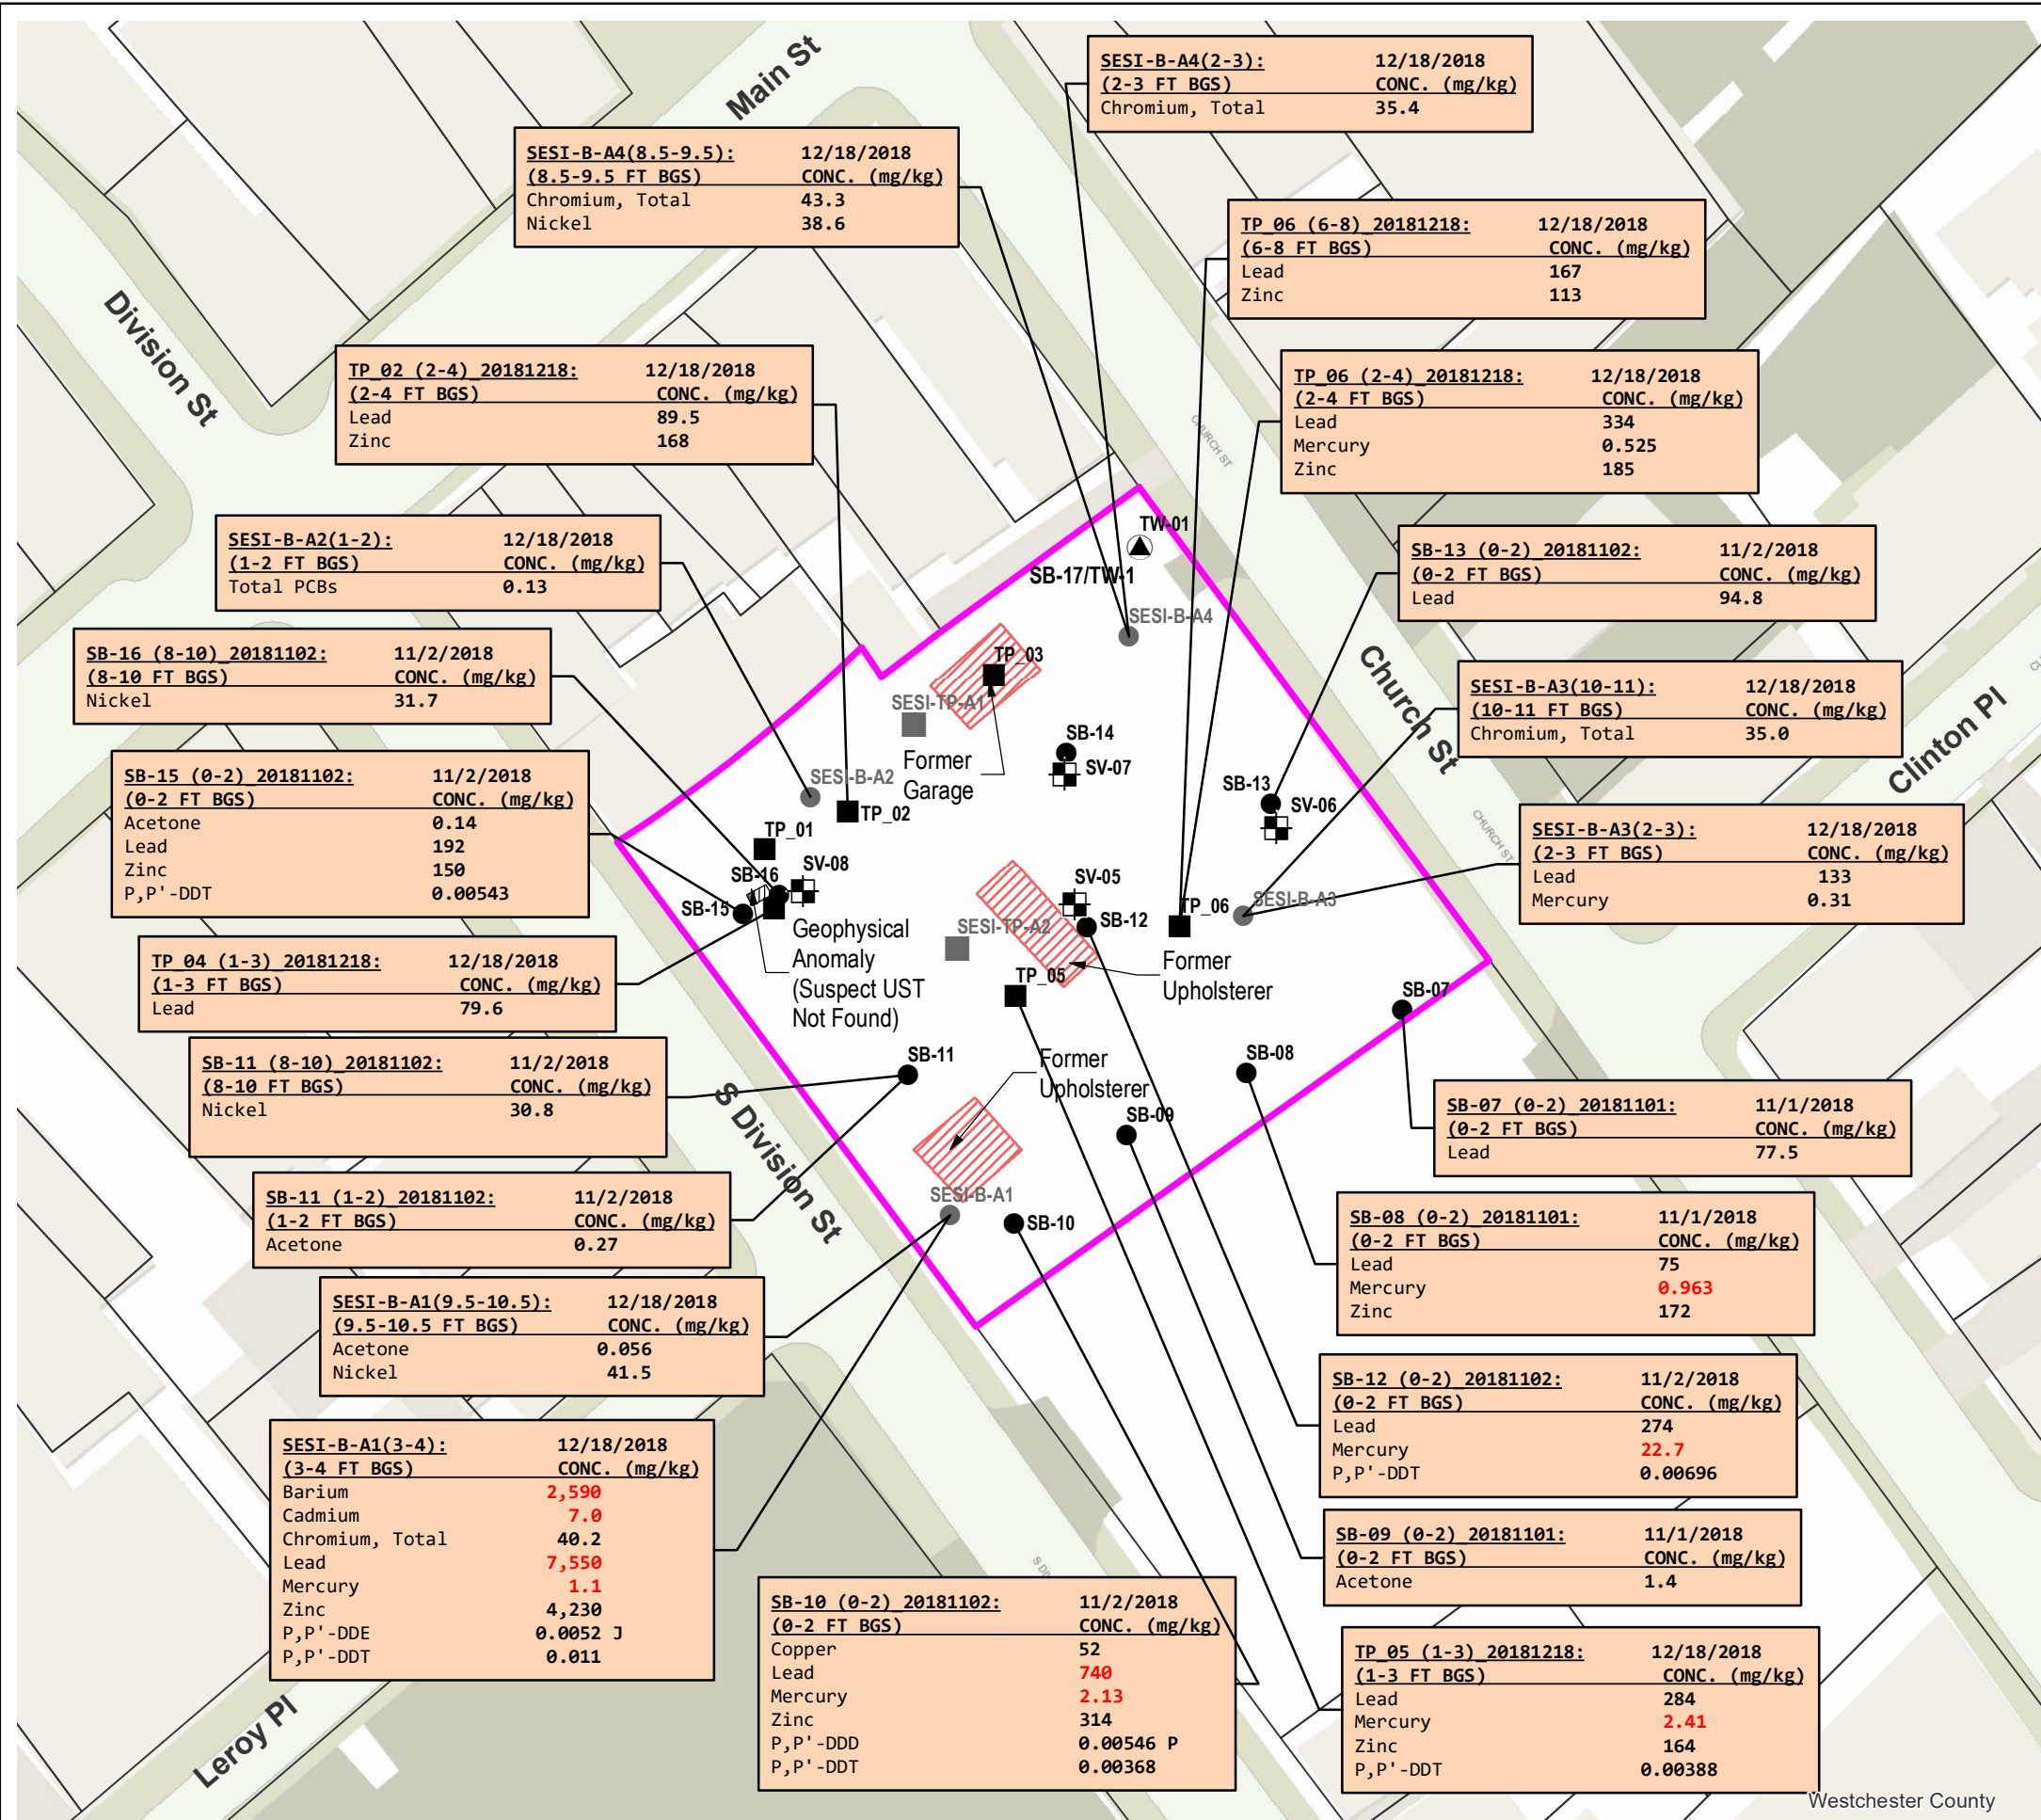 Main St
Division St
SESI-B-A4(2-3): 12/18/2018
(2-3 FT BGS) CONC. (mg/kg)
Chromium, Total 35.4
SESI-B-A4(8.5-9.5): 12/18/2018
(8.5-9.5 FT BGS) CONC. (mg/kg)
Chromium, Total 43.3
Nickel 38.6
TP_06 (6-8)_20181218: 12/18/2018
(6-8 FT BGS) CONC. (mg/kg)
Lead 167
Zinc 113
TP_02 (2-4)_20181218: 12/18/2018
(2-4 FT BGS) CONC. (mg/kg)
Lead 89.5
Zinc 168
TP_06 (2-4)_20181218: 12/18/2018
(2-4 FT BGS) CONC. (mg/kg)
Lead 334
Mercury 0.525
Zinc 185
CHURCH ST
SESI-B-A2(1-2): 12/18/2018
(1-2 FT BGS) CONC. (mg/kg)
Total PCBs 0.13
SB-13 (0-2)_20181102: 11/2/2018
(0-2 FT BGS) CONC. (mg/kg)
Lead 94.8
TW-01
SB-17/TW-1
SESI-B-A4
SB-16 (8-10)_20181102: 11/2/2018
(8-10 FT BGS) CONC. (mg/kg)
Nickel 31.7
TP_03
SESI-TP-A1
Former
Garage
Church St
SESI-B-A3(10-11): 12/18/2018
(10-11 FT BGS) CONC. (mg/kg)
Chromium, Total 35.0
Clinton Pl
SB-14
SV-07
SB-15 (0-2)_20181102: 11/2/2018
(0-2 FT BGS) CONC. (mg/kg)
Acetone 0.14
Lead 192
Zinc 150
P,P'-DDT 0.00543
SESI-B-A2
TP_02
TP_01
SB-13
SV-06
CHURCH ST
SESI-B-A3(2-3): 12/18/2018
(2-3 FT BGS) CONC. (mg/kg)
Lead 133
Mercury 0.31
SB-16
SV-08
SB-15
SV-05
SB-12
TP_06
SESI-B-A3
Geophysical
Anomaly
(Suspect UST
Not Found)
SESI-TP-A2
TP_05
Former
Upholsterer
TP_04 (1-3)_20181218: 12/18/2018
(1-3 FT BGS) CONC. (mg/kg)
Lead 79.6
SB-07
SB-11 (8-10)_20181102: 11/2/2018
(8-10 FT BGS) CONC. (mg/kg)
Nickel 30.8
SB-11
Former
Upholsterer
SB-08
SB-09
S Division St
SB-07 (0-2)_20181101: 11/1/2018
(0-2 FT BGS) CONC. (mg/kg)
Lead 77.5
SB-11 (1-2)_20181102: 11/2/2018
(1-2 FT BGS) CONC. (mg/kg)
Acetone 0.27
SESI-B-A1
SB-10
SB-08 (0-2)_20181101: 11/1/2018
(0-2 FT BGS) CONC. (mg/kg)
Lead 75
Mercury 0.963
Zinc 172
SESI-B-A1(9.5-10.5): 12/18/2018
(9.5-10.5 FT BGS) CONC. (mg/kg)
Acetone 0.056
Nickel 41.5
SB-12 (0-2)_20181102: 11/2/2018
(0-2 FT BGS) CONC. (mg/kg)
Lead 274
Mercury 22.7
P,P'-DDT 0.00696
SESI-B-A1(3-4): 12/18/2018
(3-4 FT BGS) CONC. (mg/kg)
Barium 2,590
Cadmium 7.0
Chromium, Total 40.2
Lead 7,550
Mercury 1.1
Zinc 4,230
P,P'-DDE 0.0052 J
P,P'-DDT 0.011
SB-09 (0-2)_20181101: 11/1/2018
(0-2 FT BGS) CONC. (mg/kg)
Acetone 1.4
SB-10 (0-2)_20181102: 11/2/2018
(0-2 FT BGS) CONC. (mg/kg)
Copper 52
Lead 740
Mercury 2.13
Zinc 314
P,P'-DDD 0.00546 P
P,P'-DDT 0.00368
TP_05 (1-3)_20181218: 12/18/2018
(1-3 FT BGS) CONC. (mg/kg)
Lead 284
Mercury 2.41
Zinc 164
P,P'-DDT 0.00388
Leroy Pl
Westchester County